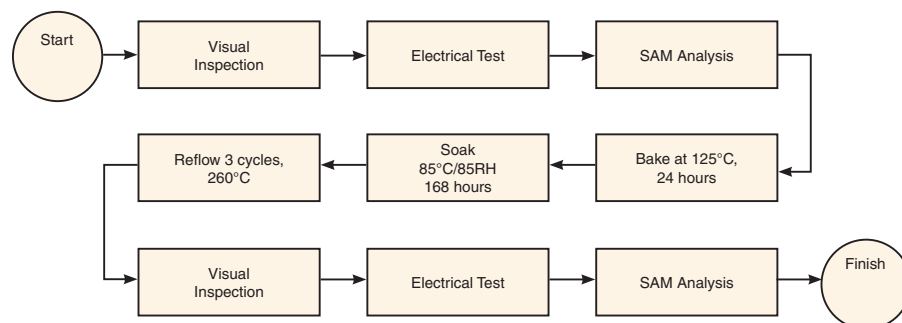 Start
Visual
Inspection
Electrical Test
SAM Analysis
Bake at 125°C,
24 hours
Soak
85°C/85RH
168 hours
Reflow 3 cycles,
260°C
Visual
Inspection
Electrical Test
SAM Analysis
Finish